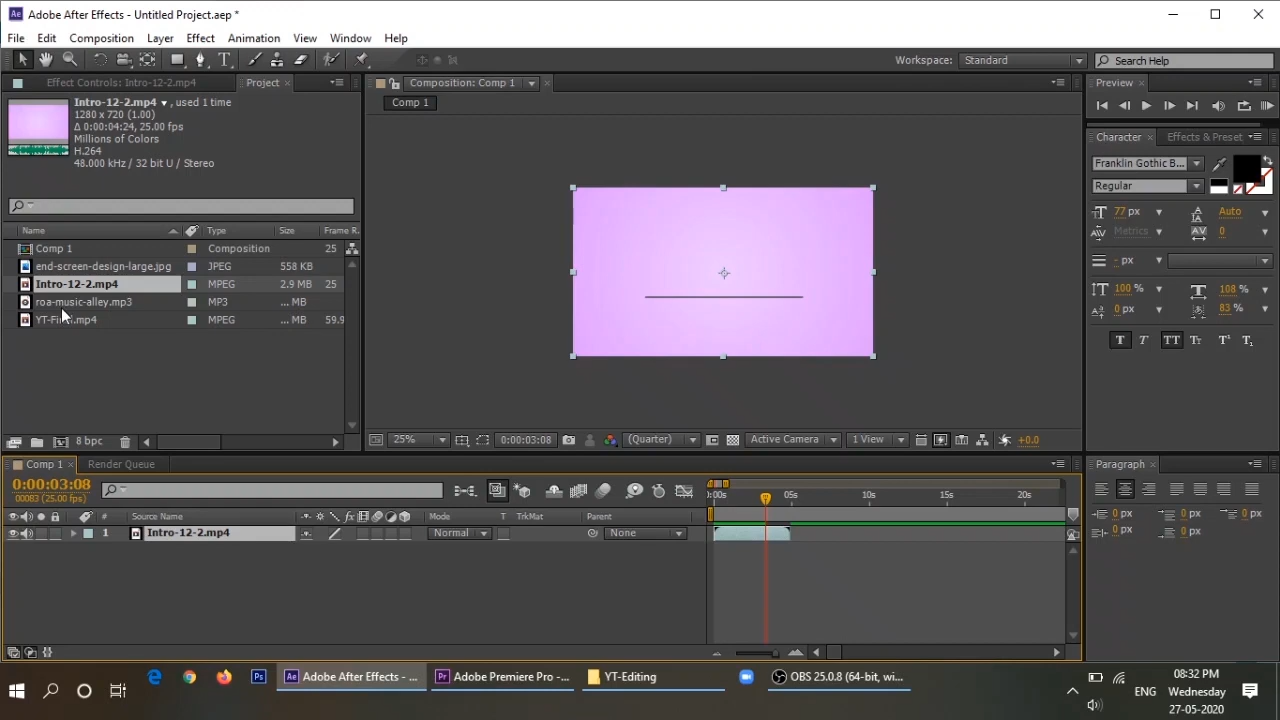 Adobe After Effects - Untitled Project.aep *
File Edit Composition Layer Effect Animation View Window Help
Workspace: Standard Search Help
Effect Controls: Intro-12-2.mp4 Project Composition: Comp 1 Preview
Comp 1
Intro-12-2.mp4 , used 1 time
1280 x 720 (1.00)
Δ 0:00:04:24, 25.00 fps
Millions of Colors
H.264
48.000 kHz / 32 bit U / Stereo
Character Effects & Preset
Franklin Gothic B...
Regular
77 px Auto
Metrics 0
- px
100 % 108 %
0 px 83 %
Name Type Size Frame R.
Comp 1 Composition 25
end-screen-design-large.jpg JPEG 558 KB
Intro-12-2.mp4 MPEG 2.9 MB 25
roa-music-alley.mp3 MP3 ... MB
mp4 MPEG ... MB 59.9
8 bpc 25% 0:00:03:08 (Quarter) Active Camera 1 View +0.0
Comp 1 Render Queue Paragraph
0:00:03:08
00083 (25.00 fps)
0:00s 05s 10s 15s 20s
# Source Name Mode T TrkMat Parent
1 Intro-12-2.mp4 Normal None
0 px 0 px 0 px
0 px 0 px
Adobe After Effects - ... Adobe Premiere Pro -... YT-Editing OBS 25.0.8 (64-bit, wi...
08:32 PM
ENG Wednesday
27-05-2020